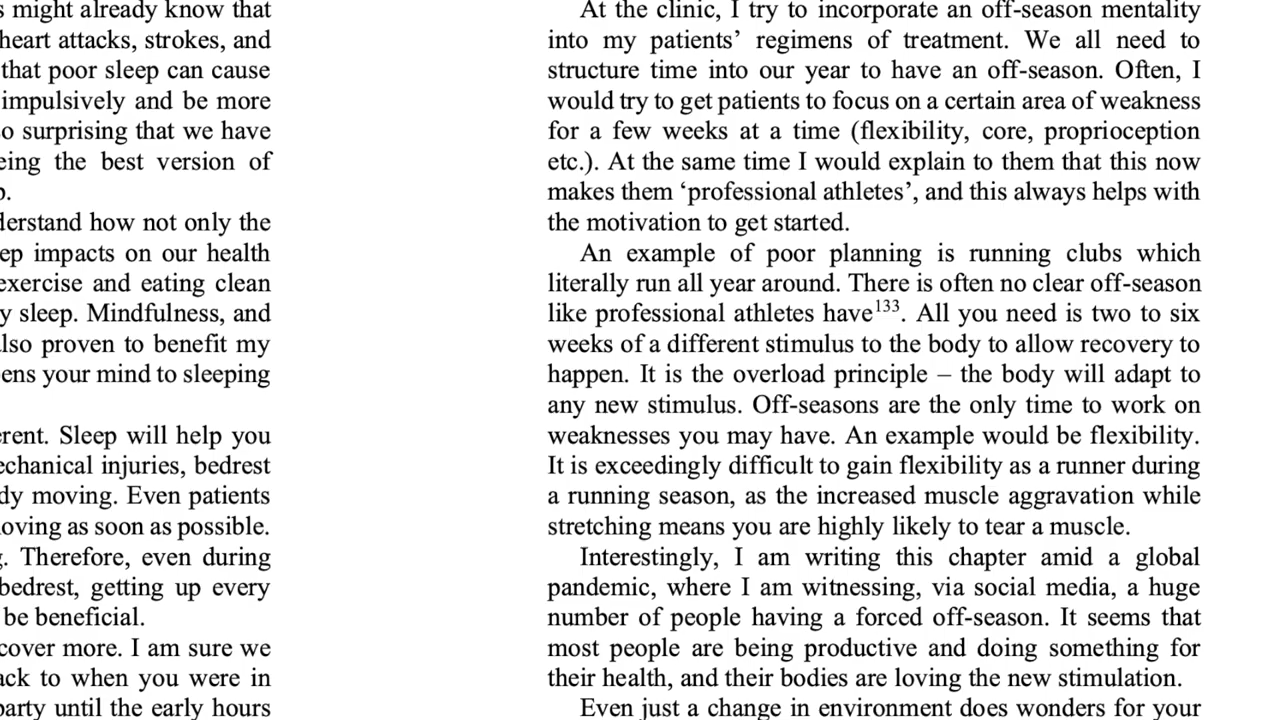 s might already know that
heart attacks, strokes, and
that poor sleep can cause
impulsively and be more
so surprising that we have
eing the best version of
p.
derstand how not only the
ep impacts on our health
exercise and eating clean
y sleep. Mindfulness, and
also proven to benefit my
ens your mind to sleeping
erent. Sleep will help you
echanical injuries, bedrest
dy moving. Even patients
oving as soon as possible.
g. Therefore, even during
bedrest, getting up every
be beneficial.
cover more. I am sure we
ack to when you were in
party until the early hours
At the clinic, I try to incorporate an off-season mentality
into my patients’ regimens of treatment. We all need to
structure time into our year to have an off-season. Often, I
would try to get patients to focus on a certain area of weakness
for a few weeks at a time (flexibility, core, proprioception
etc.). At the same time I would explain to them that this now
makes them ‘professional athletes’, and this always helps with
the motivation to get started.
An example of poor planning is running clubs which
literally run all year around. There is often no clear off-season
like professional athletes have133. All you need is two to six
weeks of a different stimulus to the body to allow recovery to
happen. It is the overload principle – the body will adapt to
any new stimulus. Off-seasons are the only time to work on
weaknesses you may have. An example would be flexibility.
It is exceedingly difficult to gain flexibility as a runner during
a running season, as the increased muscle aggravation while
stretching means you are highly likely to tear a muscle.
Interestingly, I am writing this chapter amid a global
pandemic, where I am witnessing, via social media, a huge
number of people having a forced off-season. It seems that
most people are being productive and doing something for
their health, and their bodies are loving the new stimulation.
Even just a change in environment does wonders for your